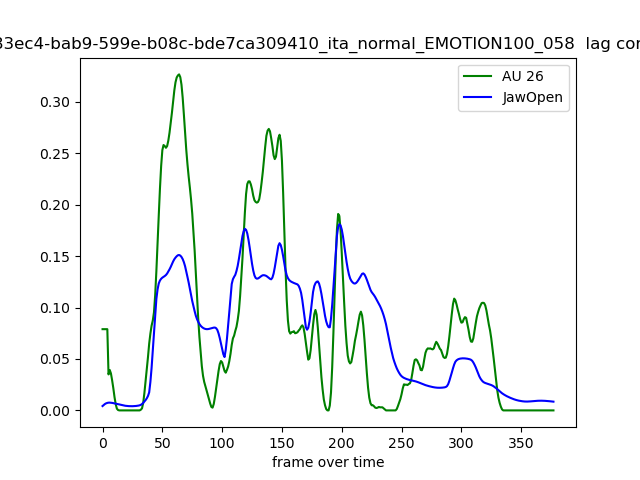 33ec4-bab9-599e-b08c-bde7ca309410_ita_normal_EMOTION100_058 lag cor
AU 26
JawOpen
0.30
0.25
0.20
0.15
0.10
0.05
0.00
0 50 100 150 200 250 300 350
frame over time